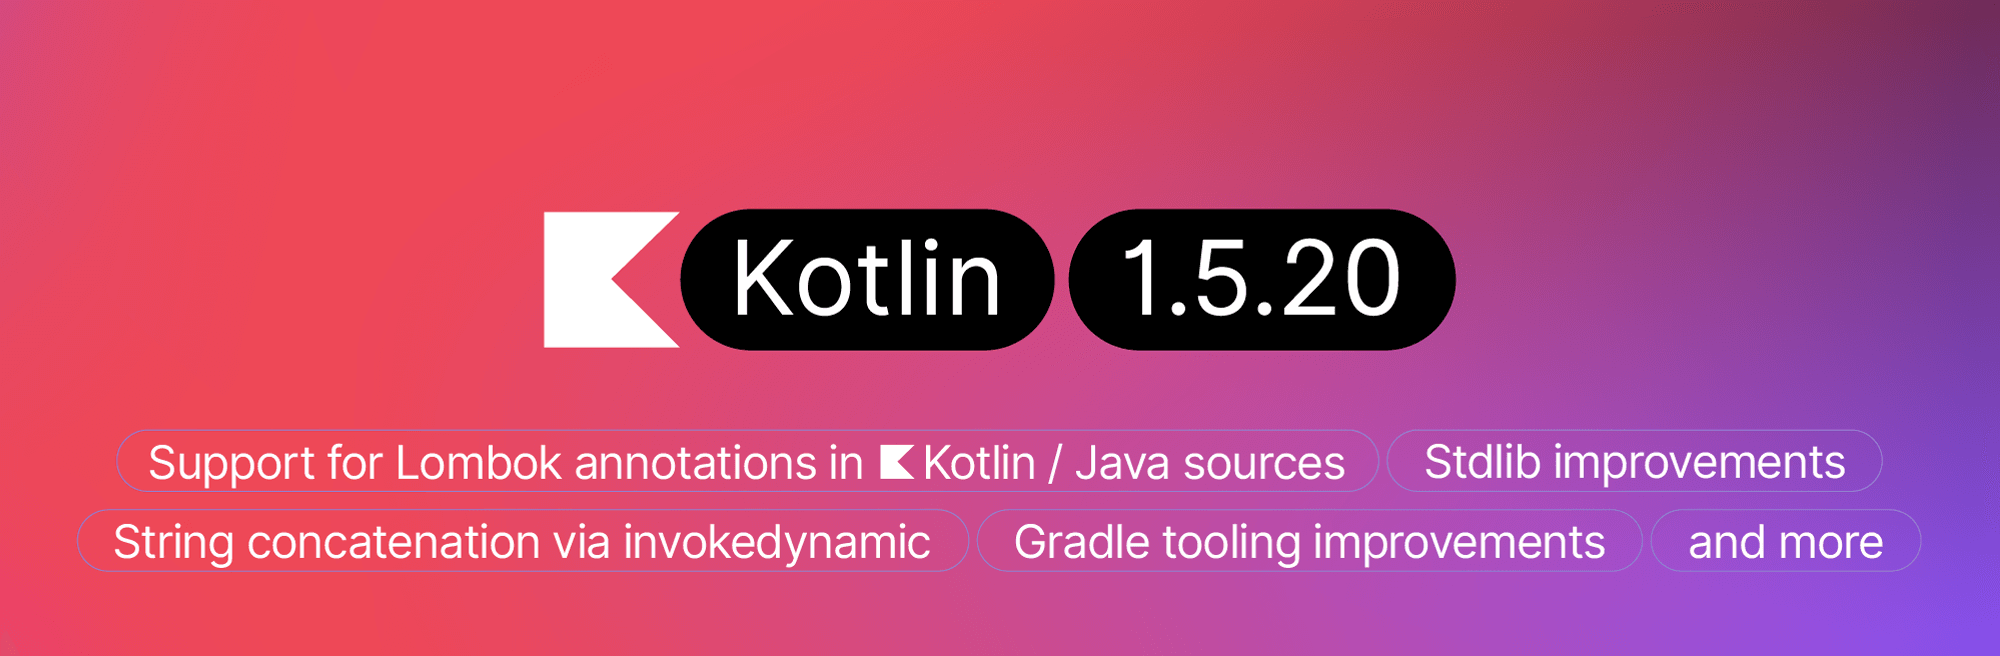 Kotlin 1.5.20
Support for Lombok annotations in Kotlin / Java sources Stdlib improvements
String concatenation via invokedynamic Gradle tooling improvements and more